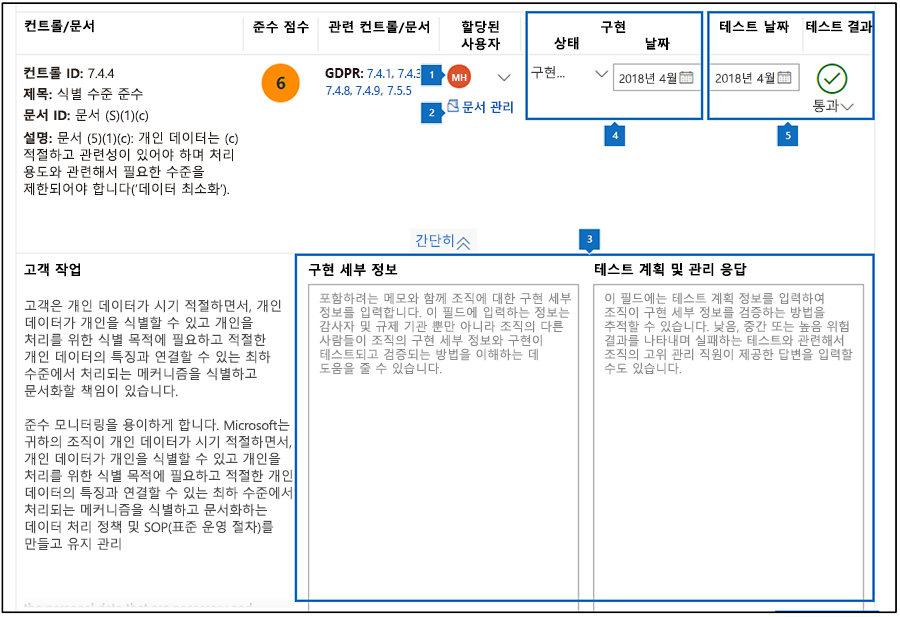 컨트롤/문서
준수 점수
관련 컨트롤/문서
할당된
사용자
구현
상태
날짜
테스트 날짜
테스트 결과
컨트롤 ID: 7.4.4
제목: 식별 수준 준수
문서 ID: 문서 (S)(1)(c)
설명: 문서 (5)(1)(c): 개인 데이터는 (c)
적절하고 관련성이 있어야 하며 처리
용도와 관련해서 필요한 수준을
제한되어야 합니다('데이터 최소화').
6
GDPR: 7.4.1, 7.4.3
7.4.8, 7.4.9, 7.5.5
1
MH
2
문서 관리
구현...
2018년 4월
4
2018년 4월
통과
5
간단히
3
고객 작업
고객은 개인 데이터가 시기 적절하면서, 개인
데이터가 개인을 식별할 수 있고 개인을
처리를 위한 식별 목적에 필요하고 적절한
개인 데이터의 특징과 연결할 수 있는 최하
수준에서 처리되는 메커니즘을 식별하고
문서화할 책임이 있습니다.
준수 모니터링을 용이하게 합니다. Microsoft는
귀하의 조직이 개인 데이터가 시기 적절하면서,
개인 데이터가 개인을 식별할 수 있고 개인을
처리를 위한 식별 목적에 필요하고 적절한 개인
데이터의 특징과 연결할 수 있는 최하 수준에서
처리되는 메커니즘을 식별하고 문서화하는
데이터 처리 정책 및 SOP(표준 운영 절차)를
만들고 유지 관리
구현 세부 정보
포함하려는 메모와 함께 조직에 대한 구현 세부
정보를 입력합니다. 이 필드에 입력하는 정보는
감사자 및 규제 기관 뿐만 아니라 조직의 다른
사람들이 조직의 구현 세부 정보와 구현이
테스트되고 검증되는 방법을 이해하는 데
도움을 줄 수 있습니다.
테스트 계획 및 관리 응답
이 필드에는 테스트 계획 정보를 입력하여
조직이 구현 세부 정보를 검증하는 방법을
추적할 수 있습니다. 낮음, 중간 또는 높음 위험
결과를 나타내며 실패하는 테스트와 관련해서
조직의 고위 관리 직원이 제공한 답변을 입력할
수도 있습니다.